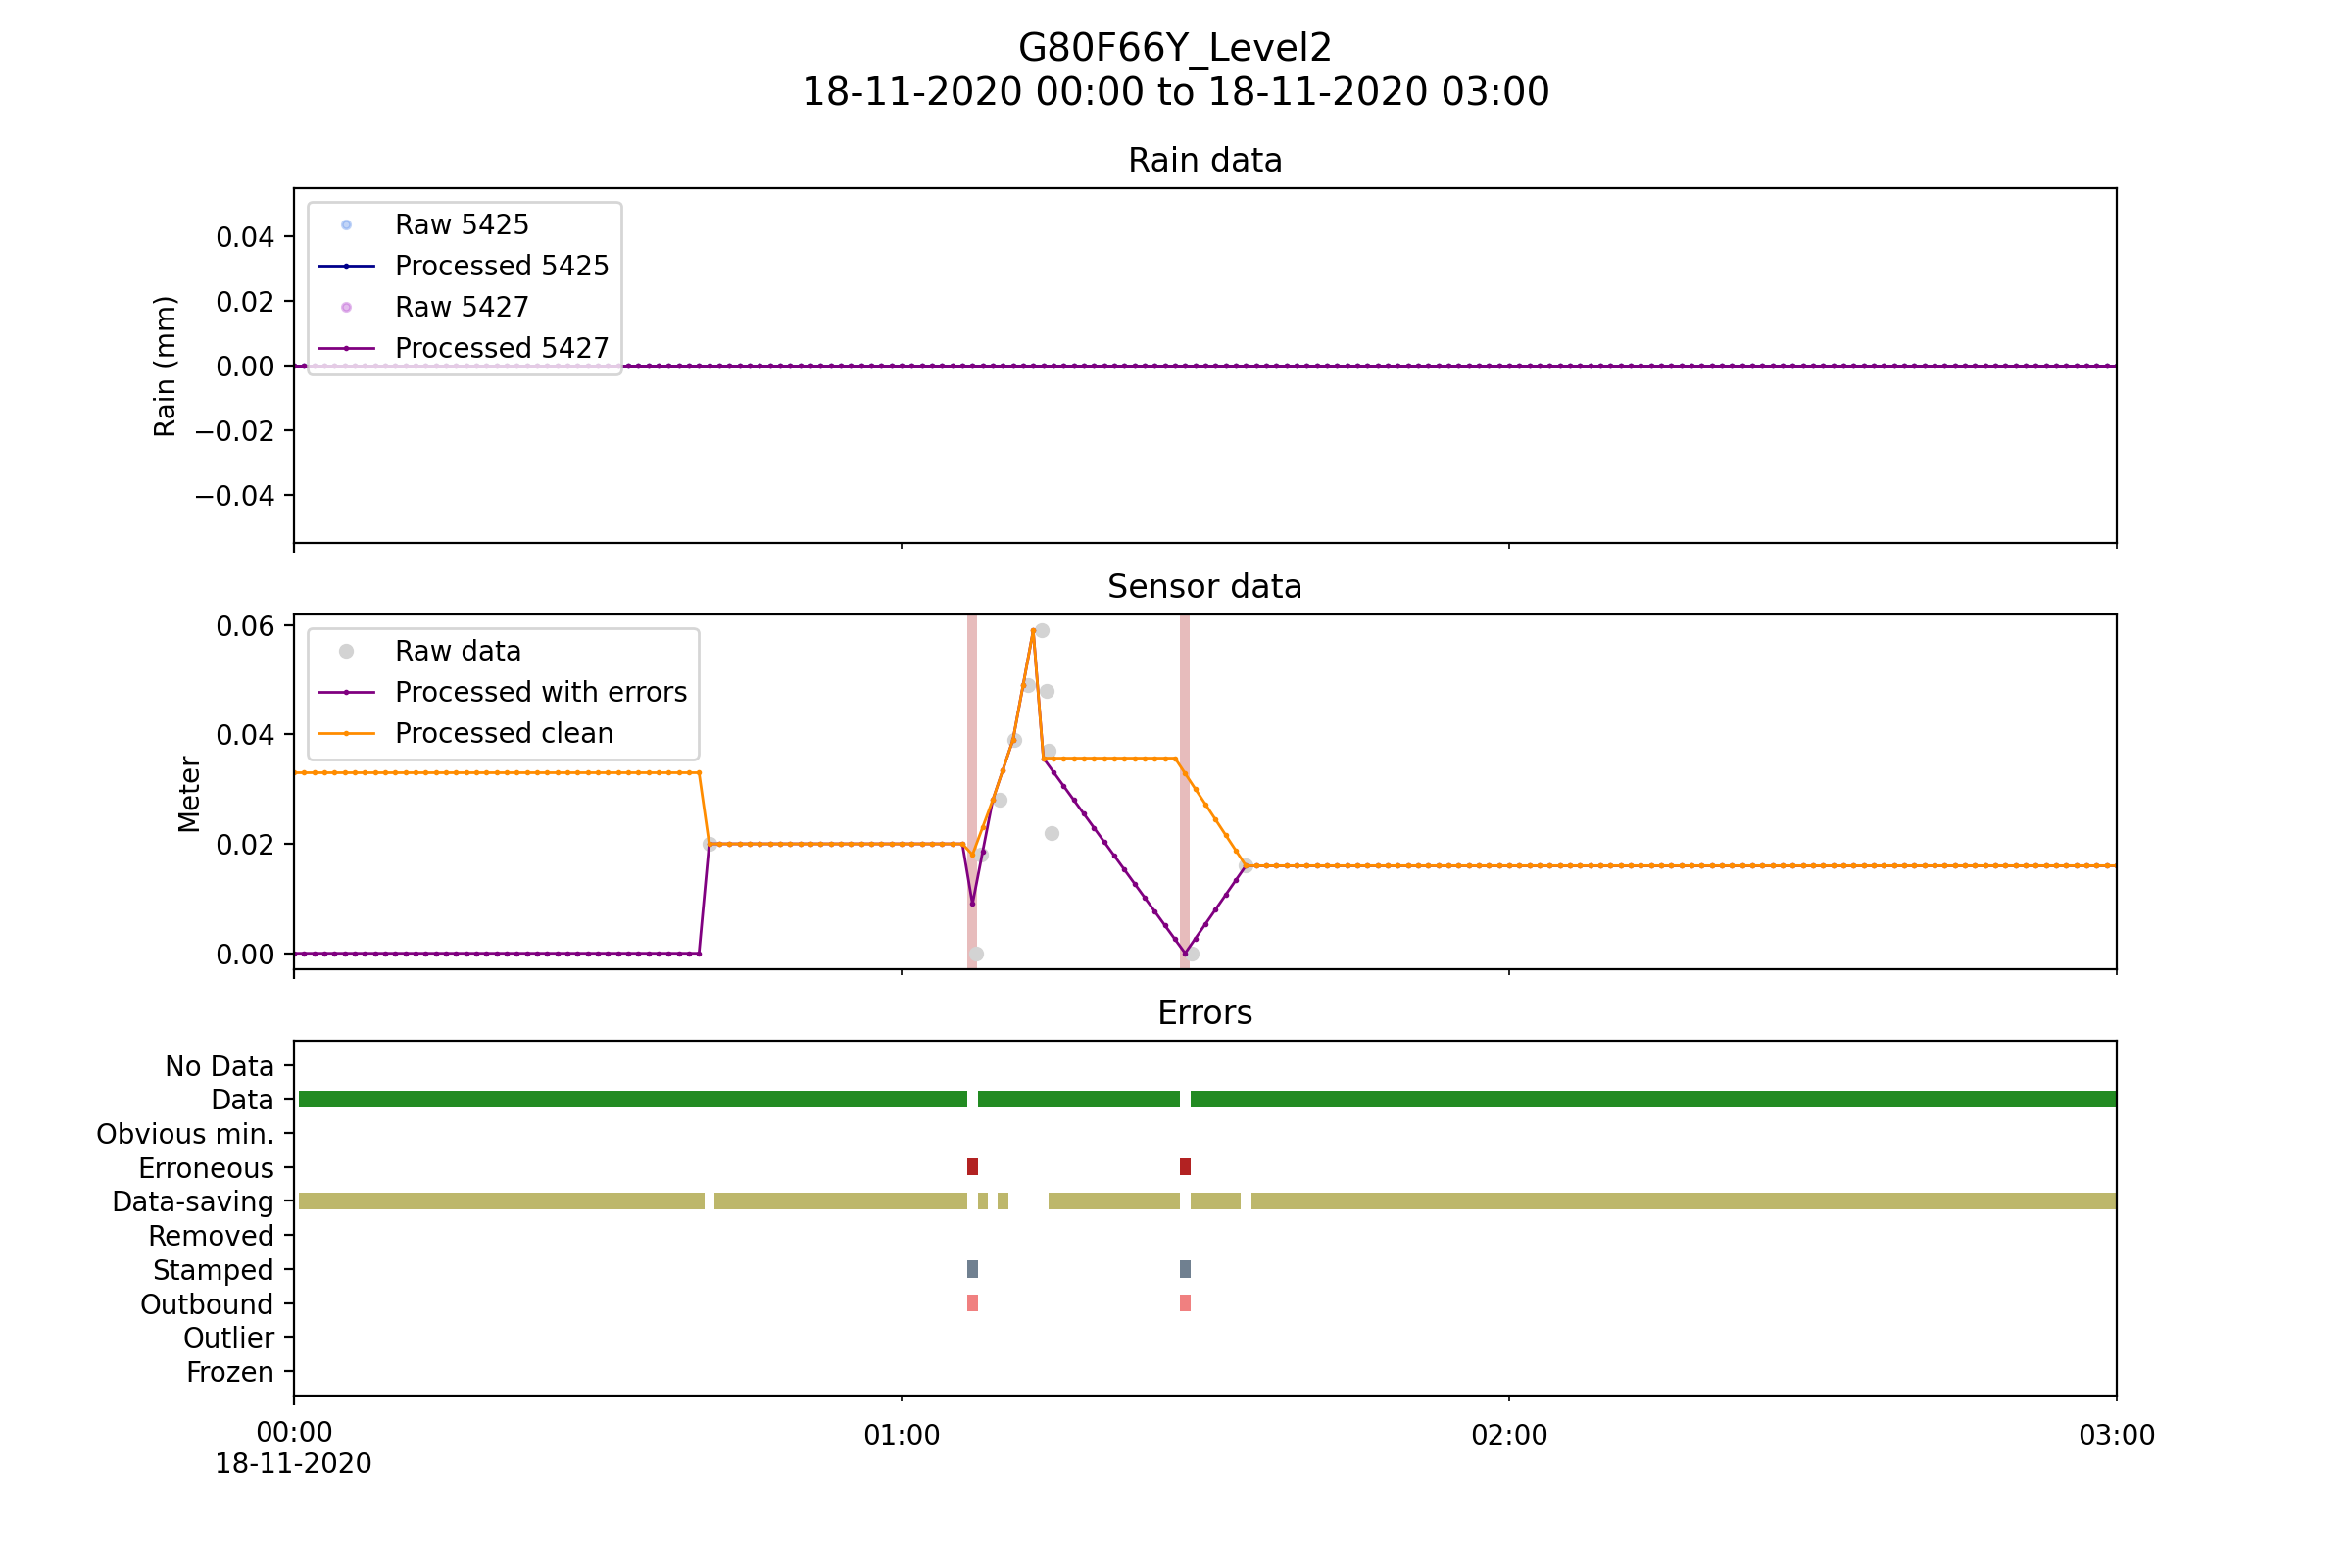 G80F66Y_Level2
18-11-2020 00:00 to 18-11-2020 03:00
Rain data
Raw 5425
Processed 5425
Raw 5427
Processed 5427
0.04
0.02
0.00
−0.02
−0.04
Rain (mm)
Sensor data
Raw data
Processed with errors
Processed clean
0.06
0.04
0.02
0.00
Meter
Errors
No Data
Data
Obvious min.
Erroneous
Data-saving
Removed
Stamped
Outbound
Outlier
Frozen
00:00
18-11-2020
01:00
02:00
03:00